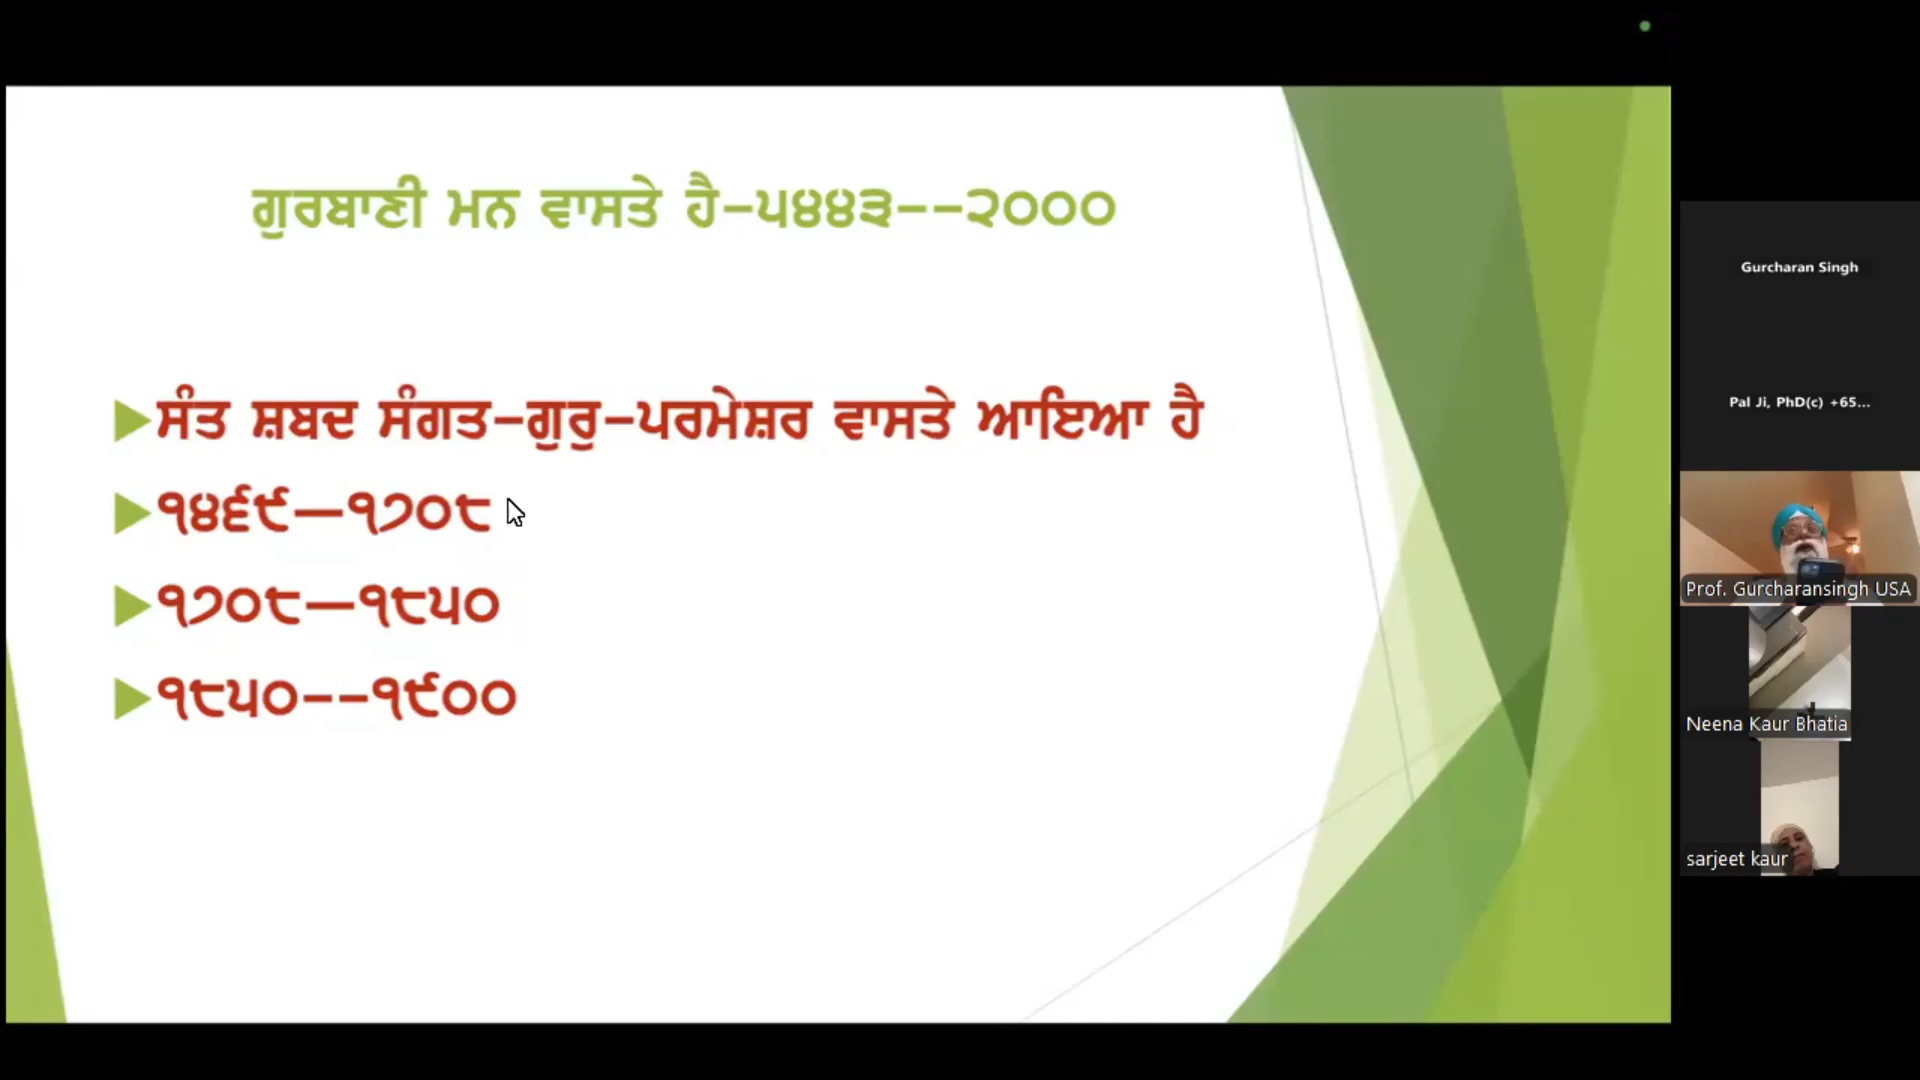 ਗੁਰਬਾਣੀ ਮਨ ਵਾਸਤੇ ਹੈ-੫੪੪੩--੨੦੦੦
ਸੰਤ ਸ਼ਬਦ ਸੰਗਤ-ਗੁਰੁ-ਪਰਮੇਸ਼ਰ ਵਾਸਤੇ ਆਇਆ ਹੈ
੧੪੬੯—੧੭੦੮
੧੭੦੮—੧੮੫੦
੧੮੫੦--੧੯੦੦
Gurcharan Singh
Pal Ji, PhD(c) +65...
Prof. Gurcharansingh USA
Neena Kaur Bhatia
sarjeet kaur